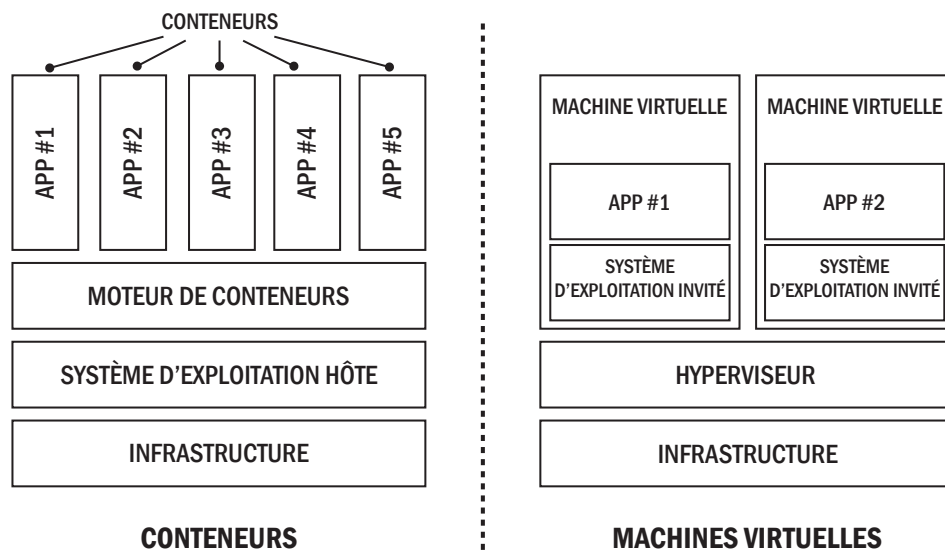 CONTENEURS
APP #1
APP #2
APP #3
APP #4
APP #5
MOTEUR DE CONTENEURS
SYSTÈME D'EXPLOITATION HÔTE
INFRASTRUCTURE
CONTENEURS
MACHINE VIRTUELLE
APP #1
SYSTÈME
D'EXPLOITATION INVITÉ
MACHINE VIRTUELLE
APP #2
SYSTÈME
D'EXPLOITATION INVITÉ
HYPERVISEUR
INFRASTRUCTURE
MACHINES VIRTUELLES